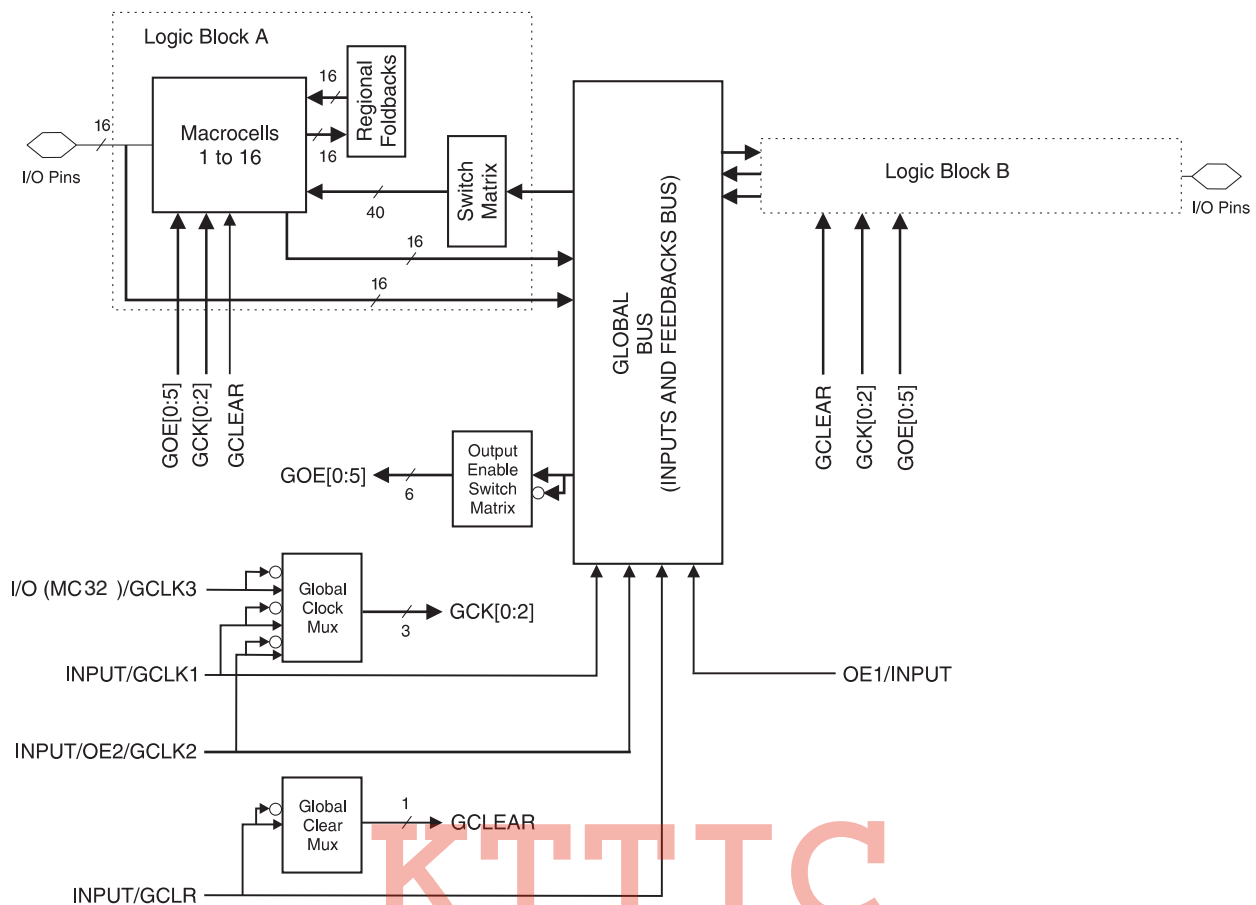 Logic Block A
16
Regional
Foldbacks
16
Macrocells
1 to 16
16
I/O Pins
40
Switch
Matrix
16
16
GOE[0:5]
GCK[0:2]
GCLEAR
GLOBAL
BUS
(INPUTS AND FEEDBACKS BUS)
Logic Block B
I/O Pins
GCLEAR
GCK[0:2]
GOE[0:5]
GOE[0:5]
6
Output
Enable
Switch
Matrix
I/O (MC32 )/GCLK3
Global
Clock
Mux
3
GCK[0:2]
INPUT/GCLK1
OE1/INPUT
INPUT/OE2/GCLK2
Global
Clear
Mux
1
GCLEAR
INPUT/GCLR
KTTTC